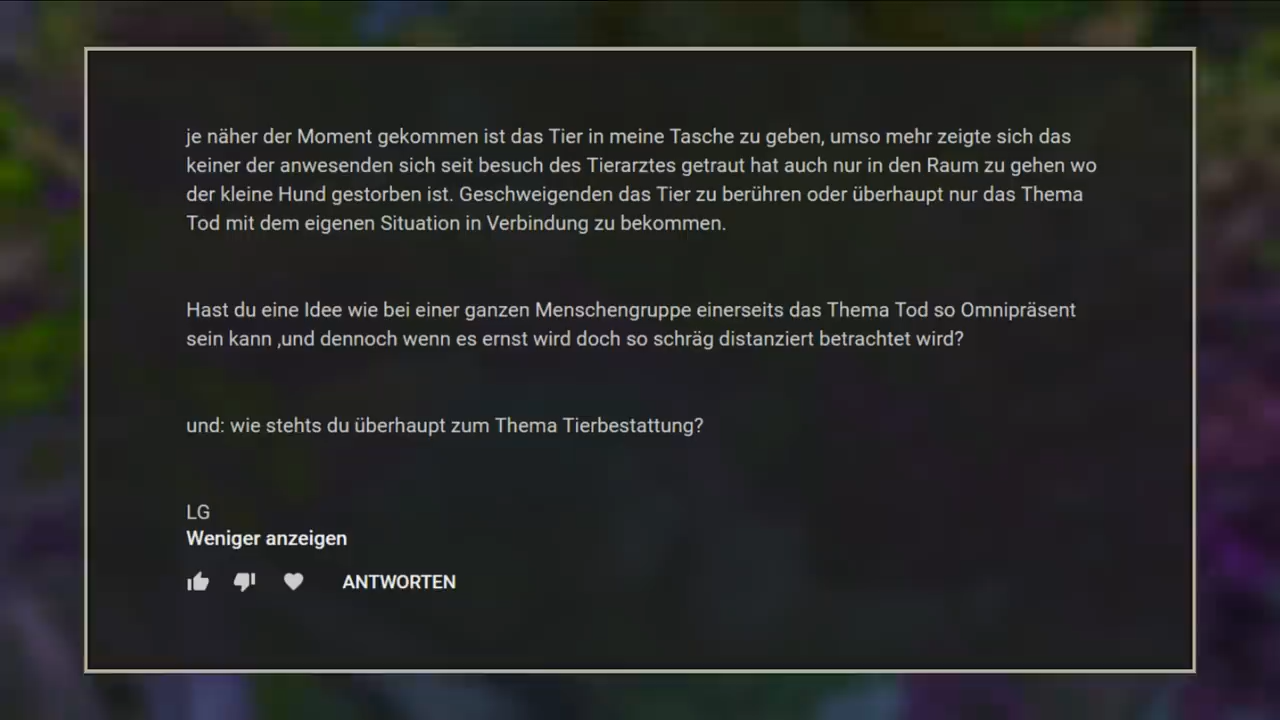 je näher der Moment gekommen ist das Tier in meine Tasche zu geben, umso mehr zeigte sich das
keiner der anwesenden sich seit besuch des Tierarztes getraut hat auch nur in den Raum zu gehen wo
der kleine Hund gestorben ist. Geschweigenden das Tier zu berühren oder überhaupt nur das Thema
Tod mit dem eigenen Situation in Verbindung zu bekommen.
Hast du eine Idee wie bei einer ganzen Menschengruppe einerseits das Thema Tod so Omnipräsent
sein kann ,und dennoch wenn es ernst wird doch so schräg distanziert betrachtet wird?
und: wie stehts du überhaupt zum Thema Tierbestattung?
LG
Weniger anzeigen
ANTWORTEN